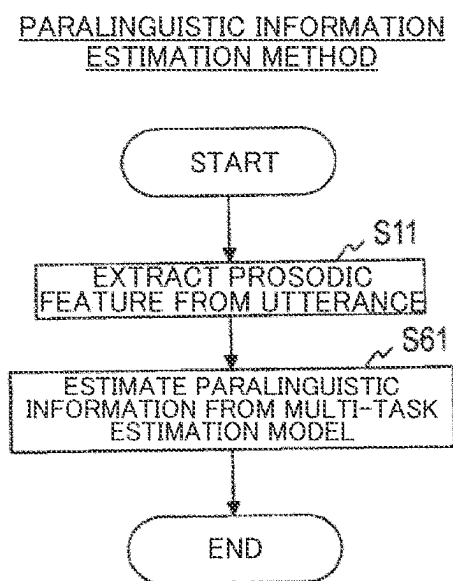 PARALINGUISTIC INFORMATION
ESTIMATION METHOD
START
S11
EXTRACT PROSODIC
FEATURE FROM UTTERANCE
S61
ESTIMATE PARALINGUISTIC
INFORMATION FROM MULTI-TASK
ESTIMATION MODEL
END